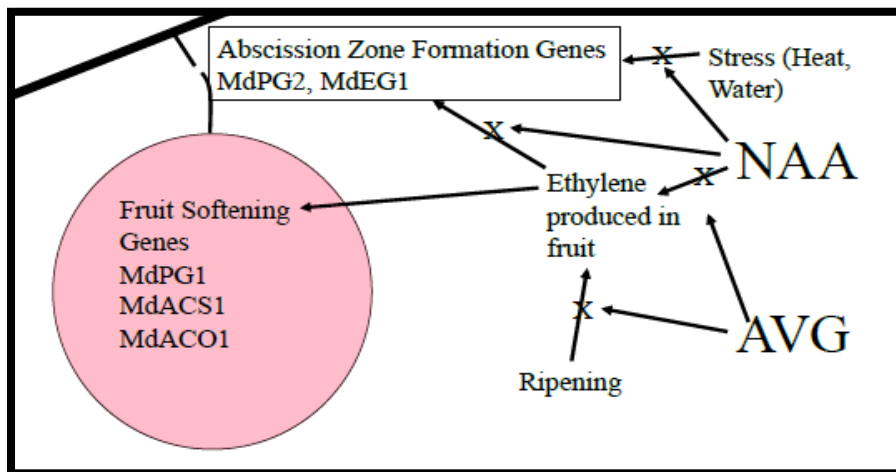 Abscission Zone Formation Genes
MdPG2, MdEG1
X
Stress (Heat,
Water)
X
NAA
X
Ethylene
produced in
fruit
Fruit Softening
Genes
MdPG1
MdACS1
MdACO1
X
AVG
Ripening